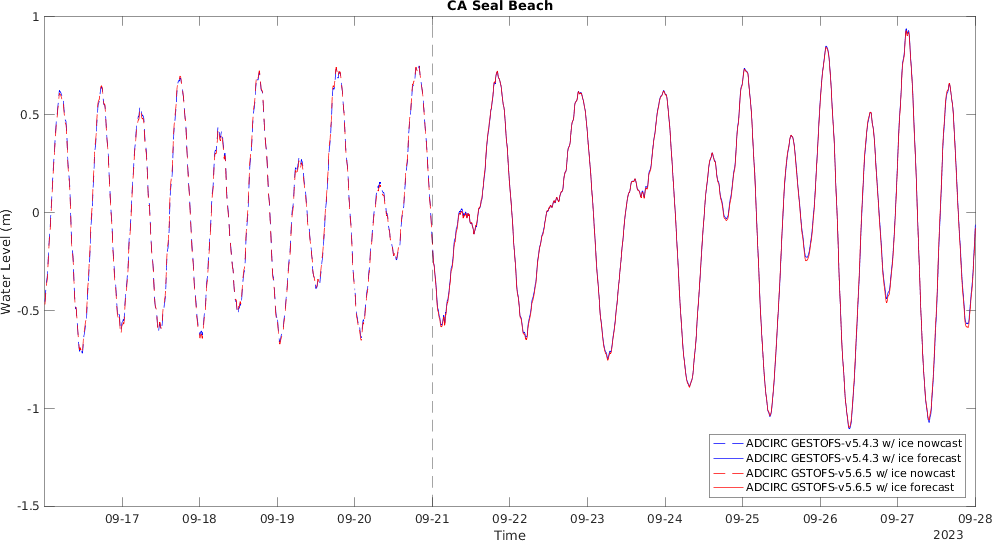 CA Seal Beach
1
0.5
0
-0.5
-1
-1.5
Water Level (m)
ADCIRC GESTOFS-v5.4.3 w/ ice nowcast
ADCIRC GESTOFS-v5.4.3 w/ ice forecast
ADCIRC GSTOFS-v5.6.5 w/ ice nowcast
ADCIRC GSTOFS-v5.6.5 w/ ice forecast
09-17 09-18 09-19 09-20 09-21 09-22 09-23 09-24 09-25 09-26 09-27 09-28
Time
2023